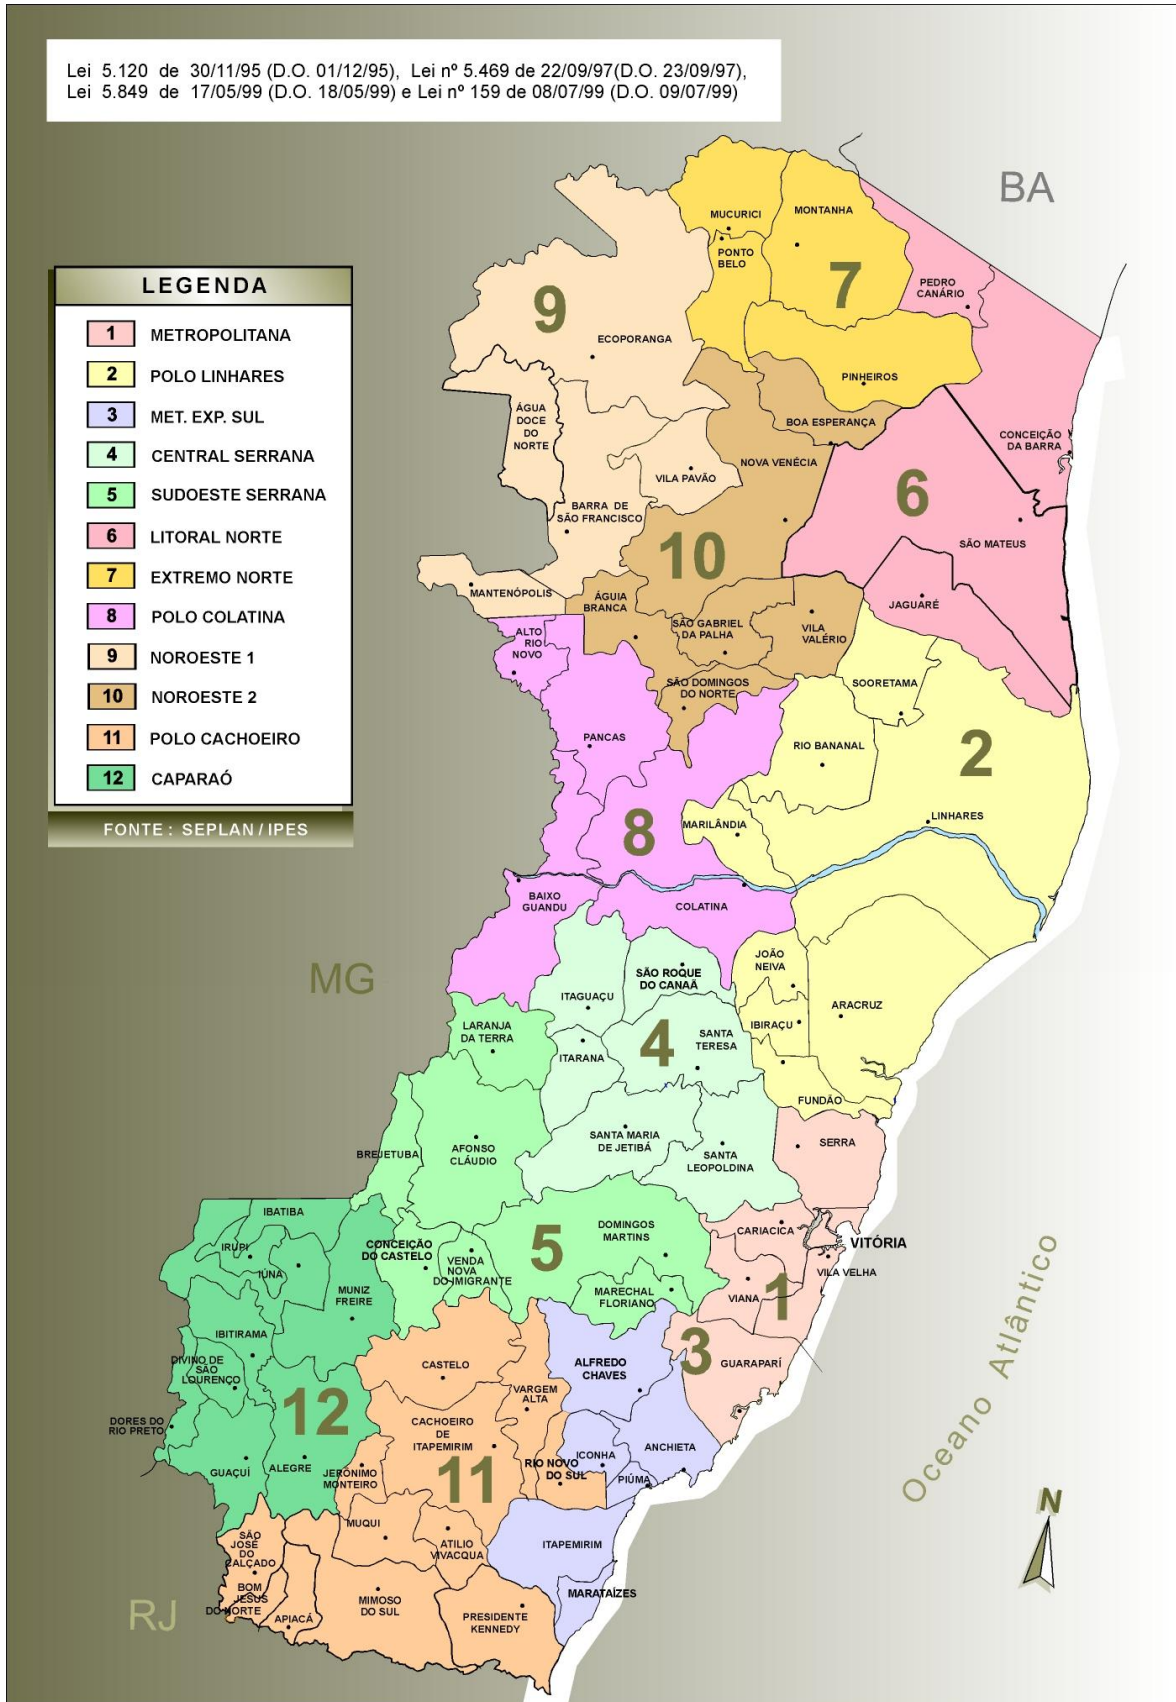 Lei 5.120 de 30/11/95 (D.O. 01/12/95), Lei nº 5.469 de 22/09/97(D.O. 23/09/97),
Lei 5.849 de 17/05/99 (D.O. 18/05/99) e Lei nº 159 de 08/07/99 (D.O. 09/07/99)
BA
LEGENDA
1 METROPOLITANA
2 POLO LINHARES
3 MET. EXP. SUL
4 CENTRAL SERRANA
5 SUDOESTE SERRANA
6 LITORAL NORTE
7 EXTREMO NORTE
8 POLO COLATINA
9 NOROESTE 1
10 NOROESTE 2
11 POLO CACHOEIRO
12 CAPARAÓ
FONTE : SEPLAN / IPES
MUCURICI
MONTANHA
PONTO
BELO
7
PEDRO
CANÁRIO
9
ECOPORANGA
PINHEIROS
ÁGUA
DOCE
DO
NORTE
BOA ESPERANÇA
CONCEIÇÃO
DA BARRA
NOVA VENÉCIA
VILA PAVÃO
6
BARRA DE
SÃO FRANCISCO
10
SÃO MATEUS
MANTENÓPOLIS
ÁGUIA
BRANCA
JAGUARÉ
SÃO GABRIEL
DA PALHA
VILA
VALÉRIO
ALTO
RIO
NOVO
SÃO DOMINGOS
DO NORTE
SOORETAMA
PANCAS
RIO BANANAL
2
8
MARILÂNDIA
LINHARES
BAIXO
GUANDU
COLATINA
MG
SÃO ROQUE
DO CANAÃ
JOÃO
NEIVA
ITAGUAÇU
ARACRUZ
LARANJA
DA TERRA
IBIRAÇU
4
SANTA
TERESA
ITARANA
FUNDÃO
AFONSO
CLÁUDIO
BREJETUBA
SANTA MARIA
DE JETIBÁ
SANTA
LEOPOLDINA
SERRA
IBATIBA
IRUPI
IÚNA
CONCEIÇÃO
DO CASTELO
VENDA
NOVA
DO IMIGRANTE
5
DOMINGOS
MARTINS
CARIACICA
VITÓRIA
VILA VELHA
MUNIZ
FREIRE
MARECHAL
FLORIANO
VIANA
1
IBITIRAMA
DIVINO DE
SÃO
LOURENÇO
CASTELO
ALFREDO
CHAVES
3
GUARAPARÍ
Oceano Atlântico
12
VARGEM
ALTA
DORES DO
RIO PRETO
CACHOEIRO
DE
ITAPEMIRIM
ANCHIETA
GUAÇUÍ
ALEGRE
JERÔNIMO
MONTEIRO
11
RIO NOVO
DO SUL
ICONHA
PIÚMA
N
SÃO
JOSÉ
DO
CALÇADO
MUQUI
ATILIO
VIVACQUA
ITAPEMIRIM
BOM
JESUS
DO NORTE
MARATAÍZES
RJ
APIACÁ
MIMOSO
DO SUL
PRESIDENTE
KENNEDY